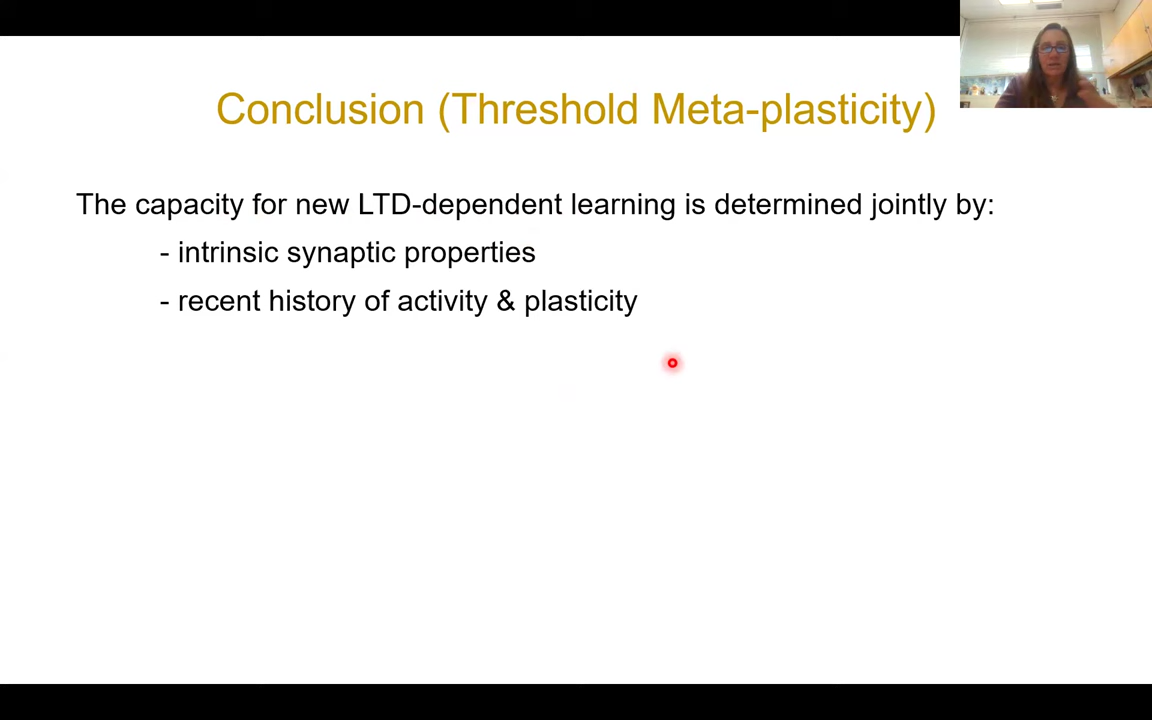 Conclusion (Threshold Meta-plasticity)
The capacity for new LTD-dependent learning is determined jointly by:
- intrinsic synaptic properties
- recent history of activity & plasticity